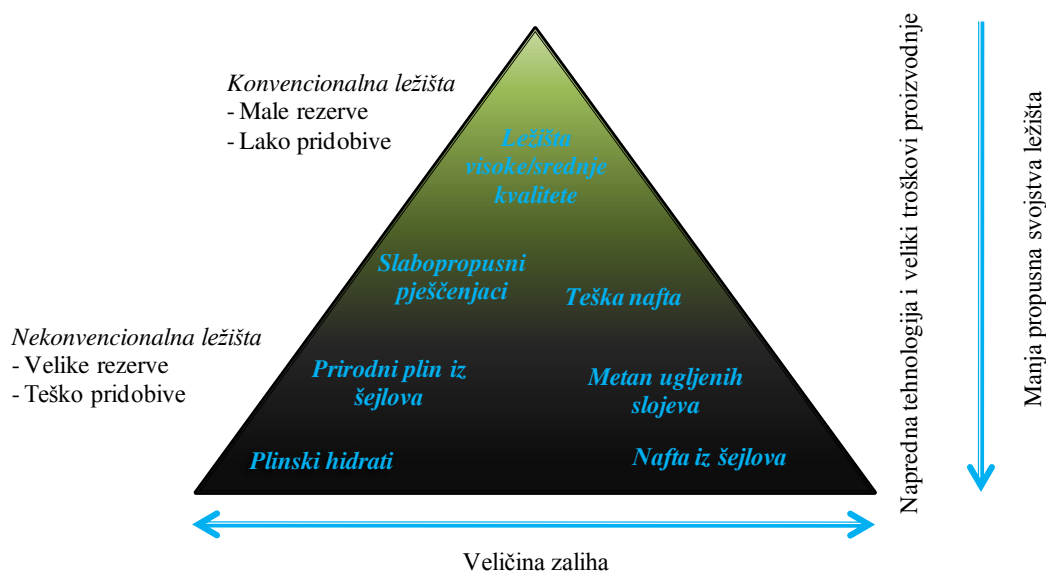 Konvencionalna ležišta
- Male rezerve
- Lako pridobive
Ležišta
visoke/srednje
kvalitete
Slabopropusni
pješčenjaci
Teška nafta
Nekonvencionalna ležišta
- Velike rezerve
- Teško pridobive
Prirodni plin iz
šejlova
Metan ugljenih
slojeva
Plinski hidrati
Nafta iz šejlova
Veličina zaliha
Napredna tehnologija i veliki troškovi proizvodnje
Manja propusna svojstva ležišta